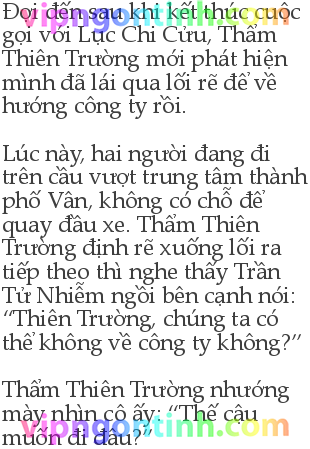 Đợi đến sau khi kết thúc cuộc
vipngontinh.com
gọi với Lục Chi Cửu, Thẩm
Thiên Trường mới phát hiện
mình đã lái qua lối rẽ để về
hướng công ty rồi.
Lúc này, hai người đang đi
trên cầu vượt trung tâm thành
phố Vân, không có chỗ để
quay đầu xe. Thẩm Thiên
Trường định rẽ xuống lối ra
tiếp theo thì nghe thấy Trần
Tử Nhiễm ngồi bên cạnh nói:
“Thiên Trường, chúng ta có
thể không về công ty không?”
Thẩm Thiên Trường nhướng
mày nhìn cô ấy: “Thế cậu
muốn đi đâu?”
vipngontinh.com